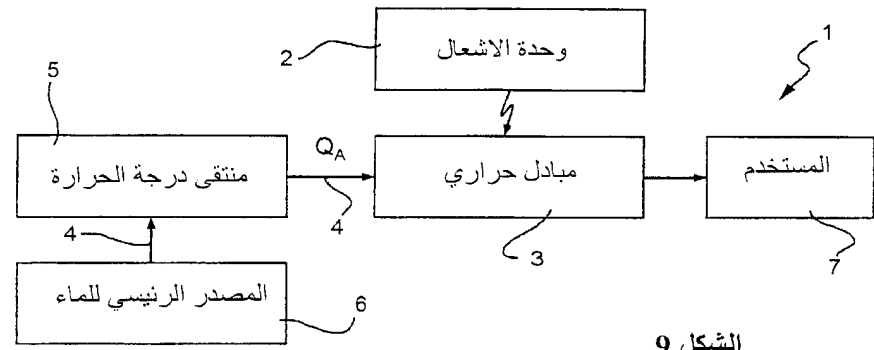 1
وحدة الاشعال
2
5
منتقى درجة الحرارة
Q_A
4
مبادل حراري
3
المستخدم
7
4
المصدر الرئيسي للماء
6
الشكل 9